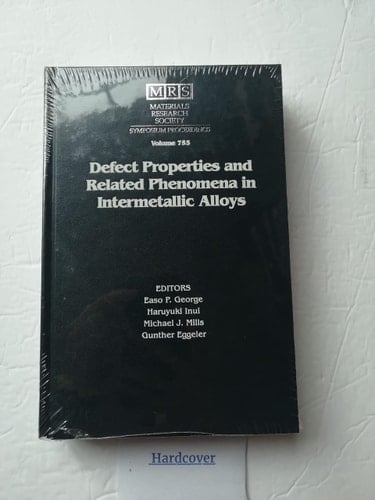 MRS
MATERIALS
RESEARCH
SOCIETY
SYMPOSIUM PROCEEDINGS
Volume 753
Defect Properties and
Related Phenomena in
Intermetallic Alloys
EDITORS
Easo P. George
Haruyuki Inui
Michael J. Mills
Gunther Eggeler
Hardcover